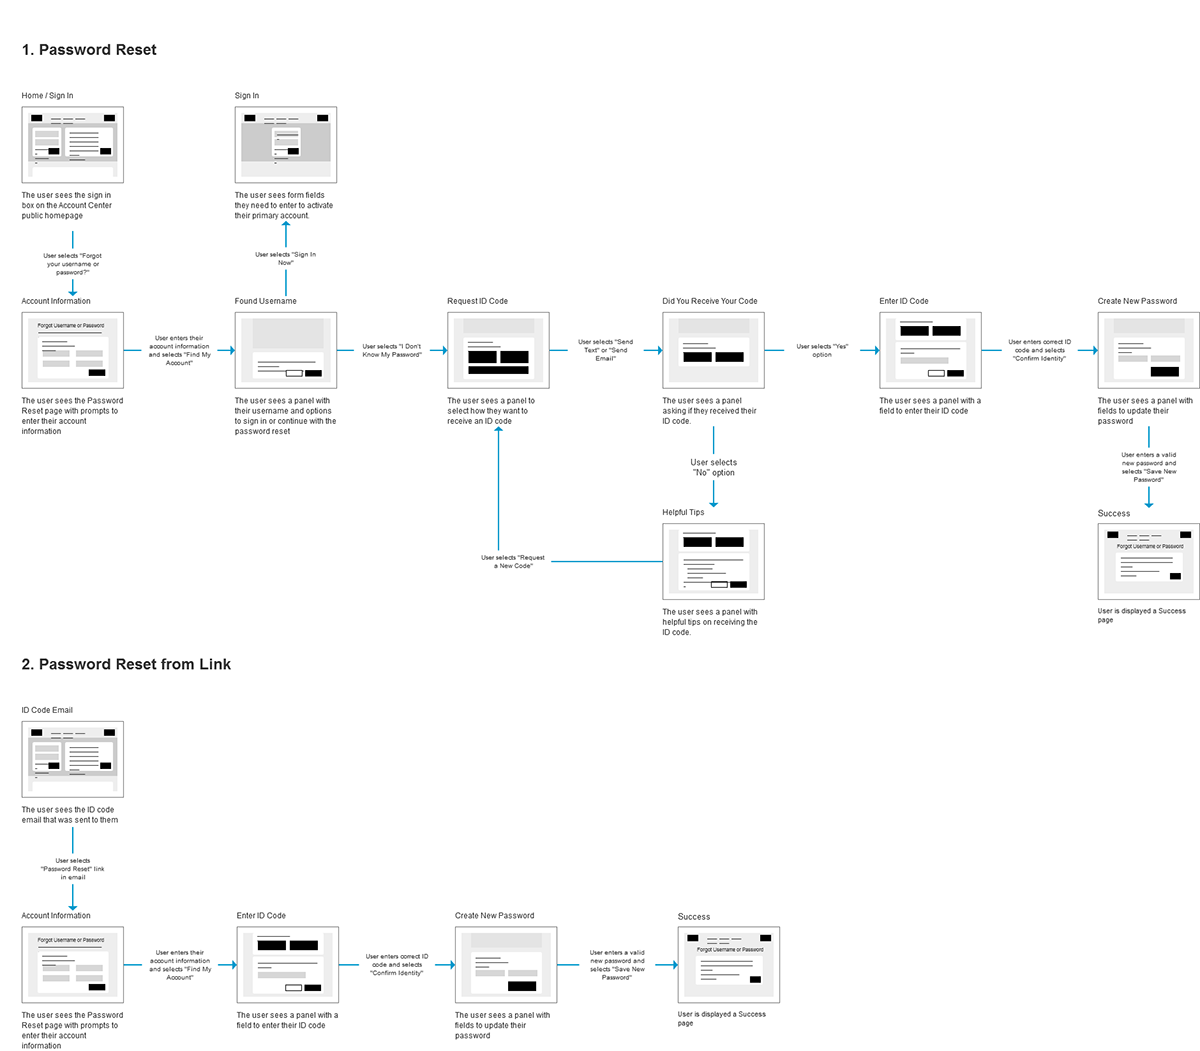 1. Password Reset
Home / Sign In
Sign In
The user sees the sign in
box on the Account Center
public homepage
The user sees form fields
they need to enter to activate
their primary account.
User selects "Forgot
your username or
password?"
User selects "Sign In
Now"
Account Information
Found Username
Request ID Code
Did You Receive Your Code
Enter ID Code
Create New Password
Forgot Username or Password
User enters their
account information
and selects "Find My
Account"
User selects "I Don't
Know My Password"
User selects "Send
Text" or "Send
Email"
User selects "Yes"
option
User enters correct ID
code and selects
"Confirm Identity"
The user sees the Password
Reset page with prompts to
enter their account
information
The user sees a panel with
their username and options
to sign in or continue with the
password reset
The user sees a panel to
select how they want to
receive an ID code
The user sees a panel
asking if they received their
ID code.
The user sees a panel with a
field to enter their ID code
The user sees a panel with
fields to update their
password
User selects
"No" option
User enters a valid
new password and
selects "Save New
Password"
Helpful Tips
Success
Forgot Username or Password
User selects "Request
a New Code"
The user sees a panel with
helpful tips on receiving the
ID code.
User is displayed a Success
page
2. Password Reset from Link
ID Code Email
The user sees the ID code
email that was sent to them
User selects
"Password Reset" link
in email
Account Information
Enter ID Code
Create New Password
Success
Forgot Username or Password
User enters their
account information
and selects "Find My
Account"
User enters correct ID
code and selects
"Confirm Identity"
User enters a valid
new password and
selects "Save New
Password"
Forgot Username or Password
The user sees the Password
Reset page with prompts to
enter their account
information
The user sees a panel with a
field to enter their ID code
The user sees a panel with
fields to update their
password
User is displayed a Success
page